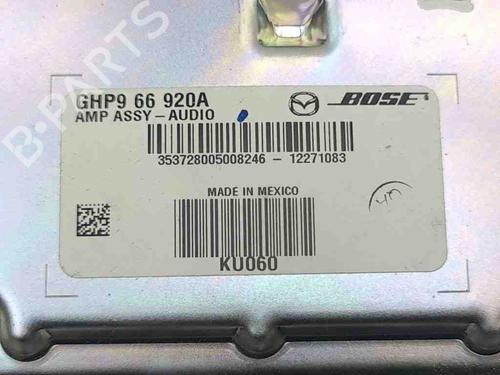 B-PARTS
GHP9 66 920A
AMP ASSY-AUDIO
BOSE
353728005008246 - 12271083
MADE IN MEXICO
KU060